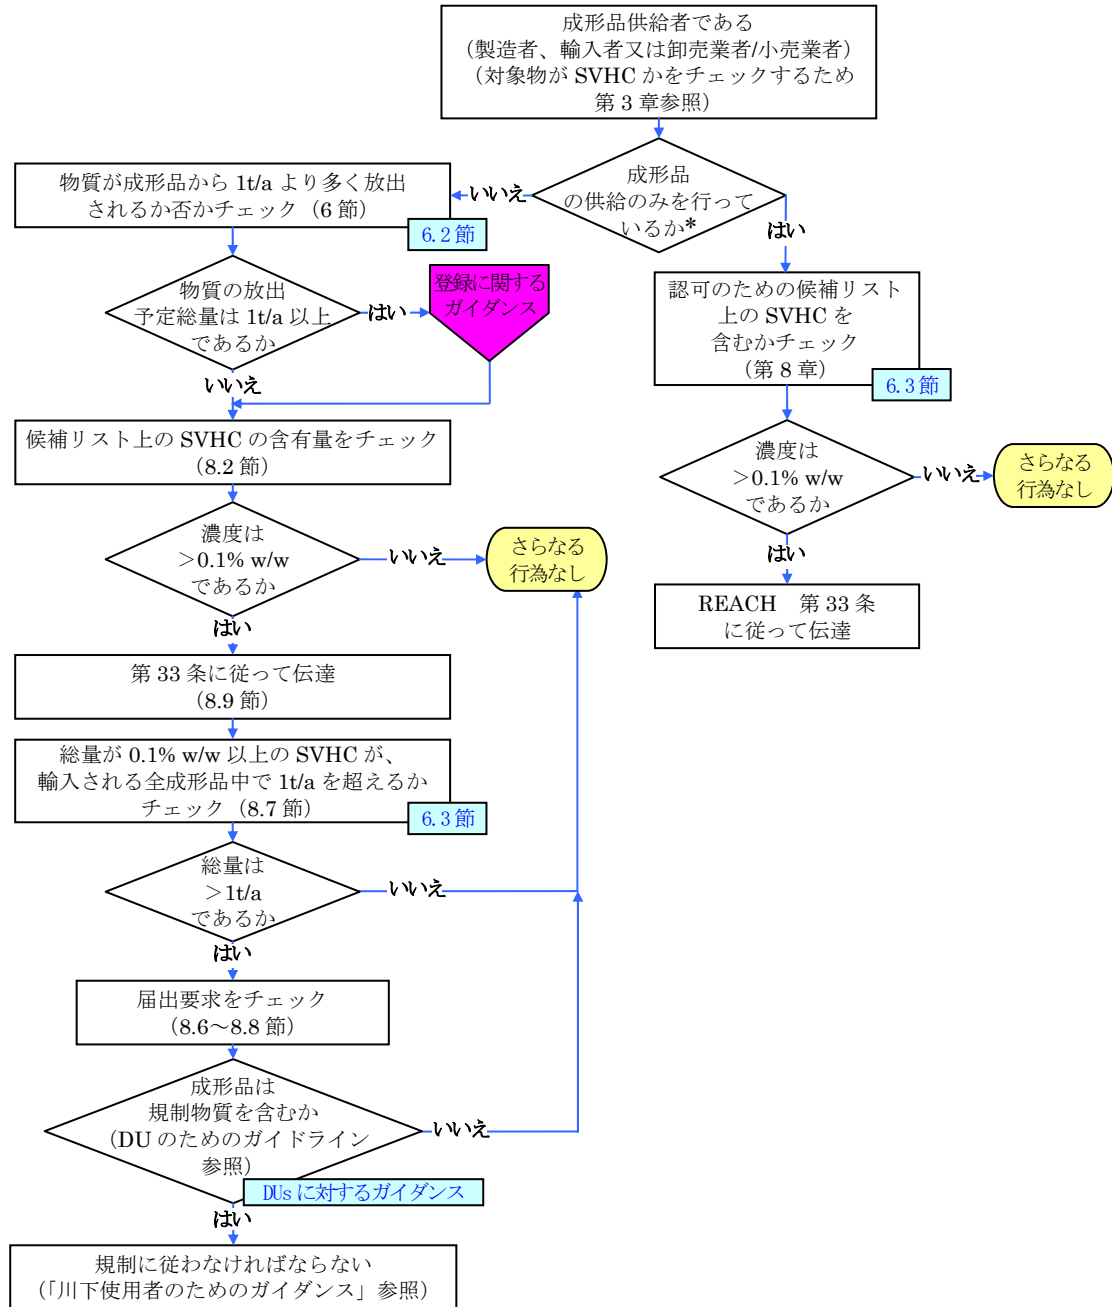 成形品供給者である
（製造者、輸入者又は卸売業者/小売業者）
（対象物が SVHC かをチェックするため
第 3 章参照）
成形品
の供給のみを行って
いるか*
いいえ
はい
物質が成形品から 1t/a より多く放出
されるか否かチェック（6 節）
6.2 節
物質の放出
予定総量は 1t/a 以上
であるか
はい
いいえ
登録に関する
ガイダンス
認可のための候補リスト
上の SVHC を
含むかチェック
（第 8 章）
6.3 節
濃度は
＞0.1% w/w
であるか
いいえ
さらなる
行為なし
はい
REACH　第 33 条
に従って伝達
候補リスト上の SVHC の含有量をチェック
（8.2 節）
濃度は
＞0.1% w/w
であるか
いいえ
さらなる
行為なし
はい
第 33 条に従って伝達
（8.9 節）
総量が 0.1% w/w 以上の SVHC が、
輸入される全成形品中で 1t/a を超えるか
チェック（8.7 節）
6.3 節
総量は
＞1t/a
であるか
いいえ
はい
届出要求をチェック
（8.6～8.8 節）
成形品は
規制物質を含むか
（DU のためのガイドライン
参照）
いいえ
DUs に対するガイダンス
はい
規制に従わなければならない
（「川下使用者のためのガイダンス」参照）